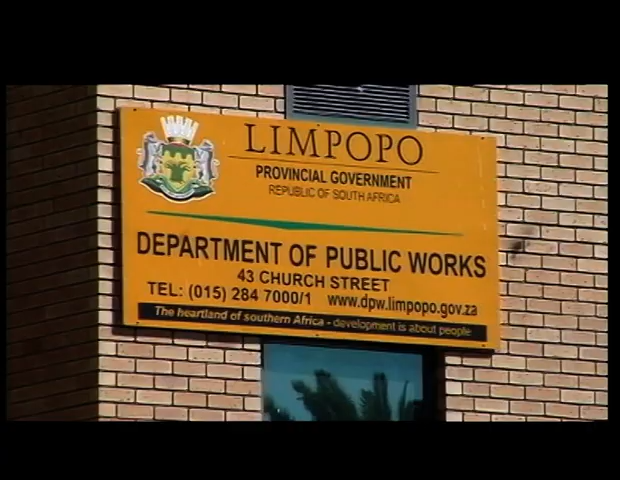 LIMPOPO
PROVINCIAL GOVERNMENT
REPUBLIC OF SOUTH AFRICA
DEPARTMENT OF PUBLIC WORKS
43 CHURCH STREET
TEL: (015) 284 7000/1 www.dpw.limpopo.gov.za
The heartland of southern Africa - development is about people